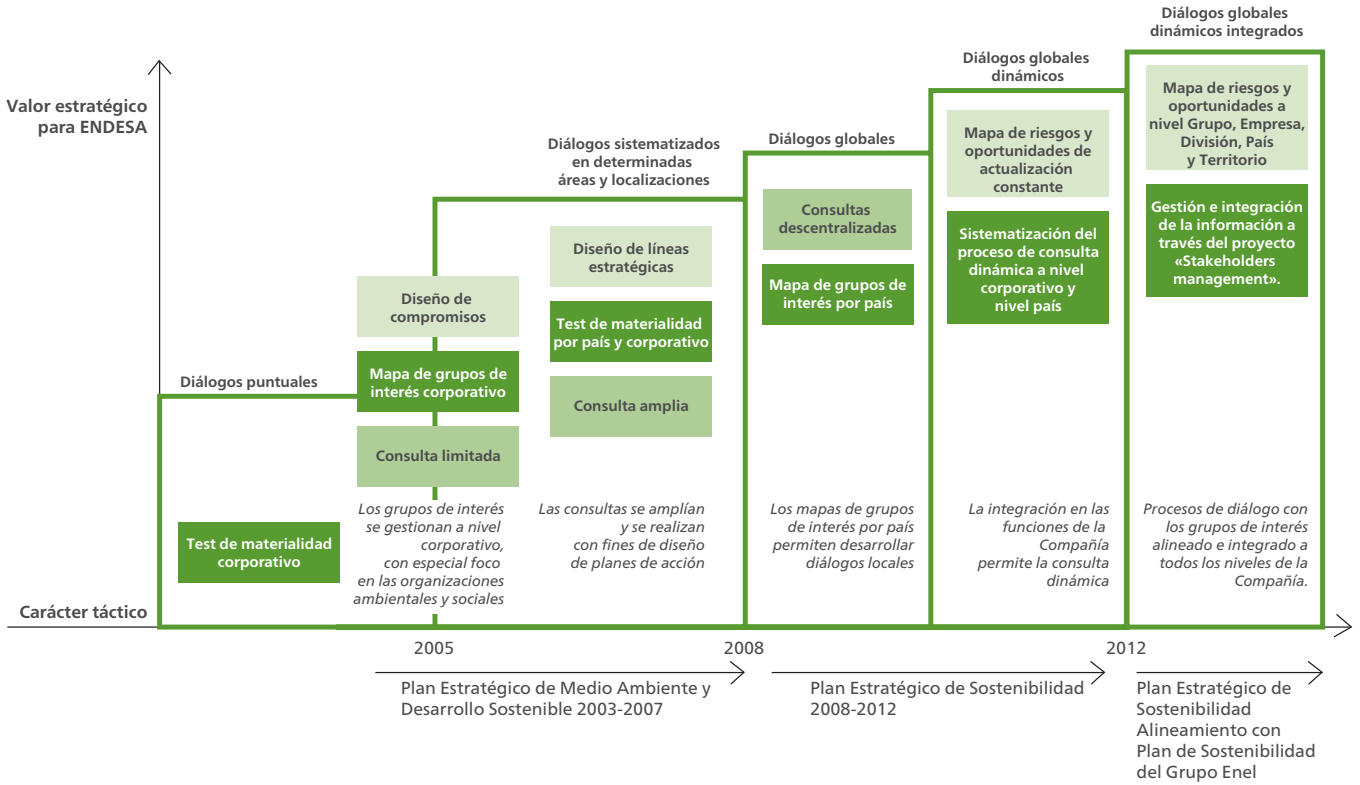 Valor estratégico
para ENDESA
Carácter táctico
Diálogos puntuales
Test de materialidad
corporativo
Diseño de
compromisos
Mapa de grupos de
interés corporativo
Consulta limitada
Los grupos de interés
se gestionan a nivel
corporativo,
con especial foco
en las organizaciones
ambientales y sociales
Diálogos sistematizados
en determinadas
áreas y localizaciones
Diseño de líneas
estratégicas
Test de materialidad
por país y corporativo
Consulta amplia
Las consultas se amplían
y se realizan
con fines de diseño
de planes de acción
Diálogos globales
Consultas
descentralizadas
Mapa de grupos de
interés por país
Los mapas de grupos
de interés por país
permiten desarrollar
diálogos locales
Diálogos globales
dinámicos
Mapa de riesgos y
oportunidades de
actualización
constante
Sistematización del
proceso de consulta
dinámica a nivel
corporativo y
nivel país
La integración en las
funciones de la
Compañía
permite la consulta
dinámica
Diálogos globales
dinámicos integrados
Mapa de riesgos y
oportunidades a
nivel Grupo, Empresa,
División, País
y Territorio
Gestión e integración
de la información a
través del proyecto
«Stakeholders
management».
Procesos de diálogo con
los grupos de interés
alineado e integrado a
todos los niveles de la
Compañía.
2005
2008
2012
Plan Estratégico de Medio Ambiente y
Desarrollo Sostenible 2003-2007
Plan Estratégico de Sostenibilidad
2008-2012
Plan Estratégico de
Sostenibilidad
Alineamiento con
Plan de Sostenibilidad
del Grupo Enel